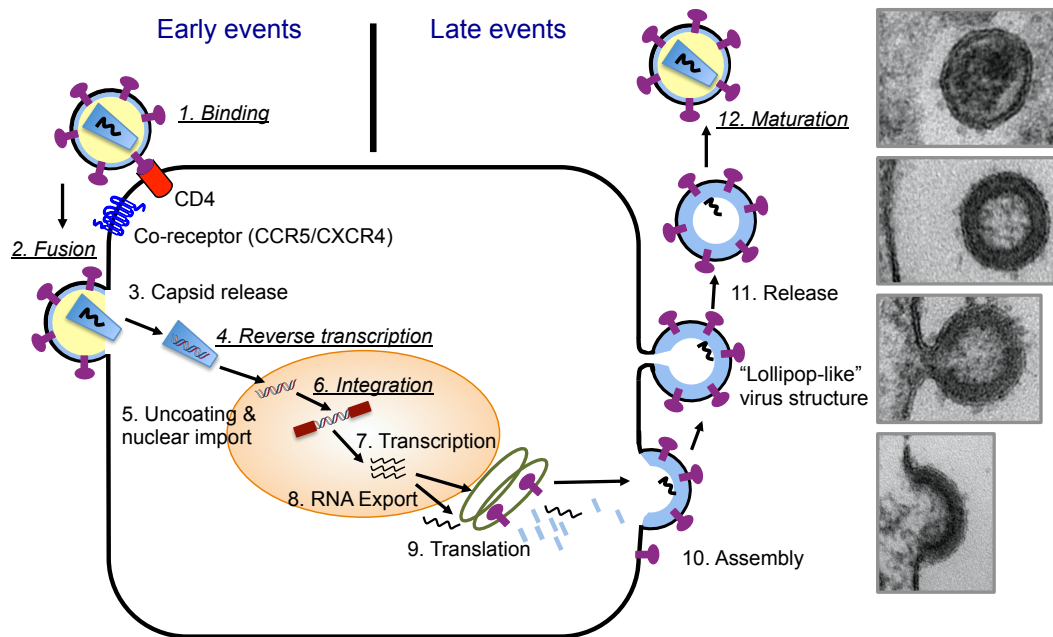 Early events
Late events
1. Binding
CD4
Co-receptor (CCR5/CXCR4)
2. Fusion
3. Capsid release
4. Reverse transcription
5. Uncoating &
nuclear import
6. Integration
7. Transcription
8. RNA Export
9. Translation
10. Assembly
"Lollipop-like"
virus structure
11. Release
12. Maturation